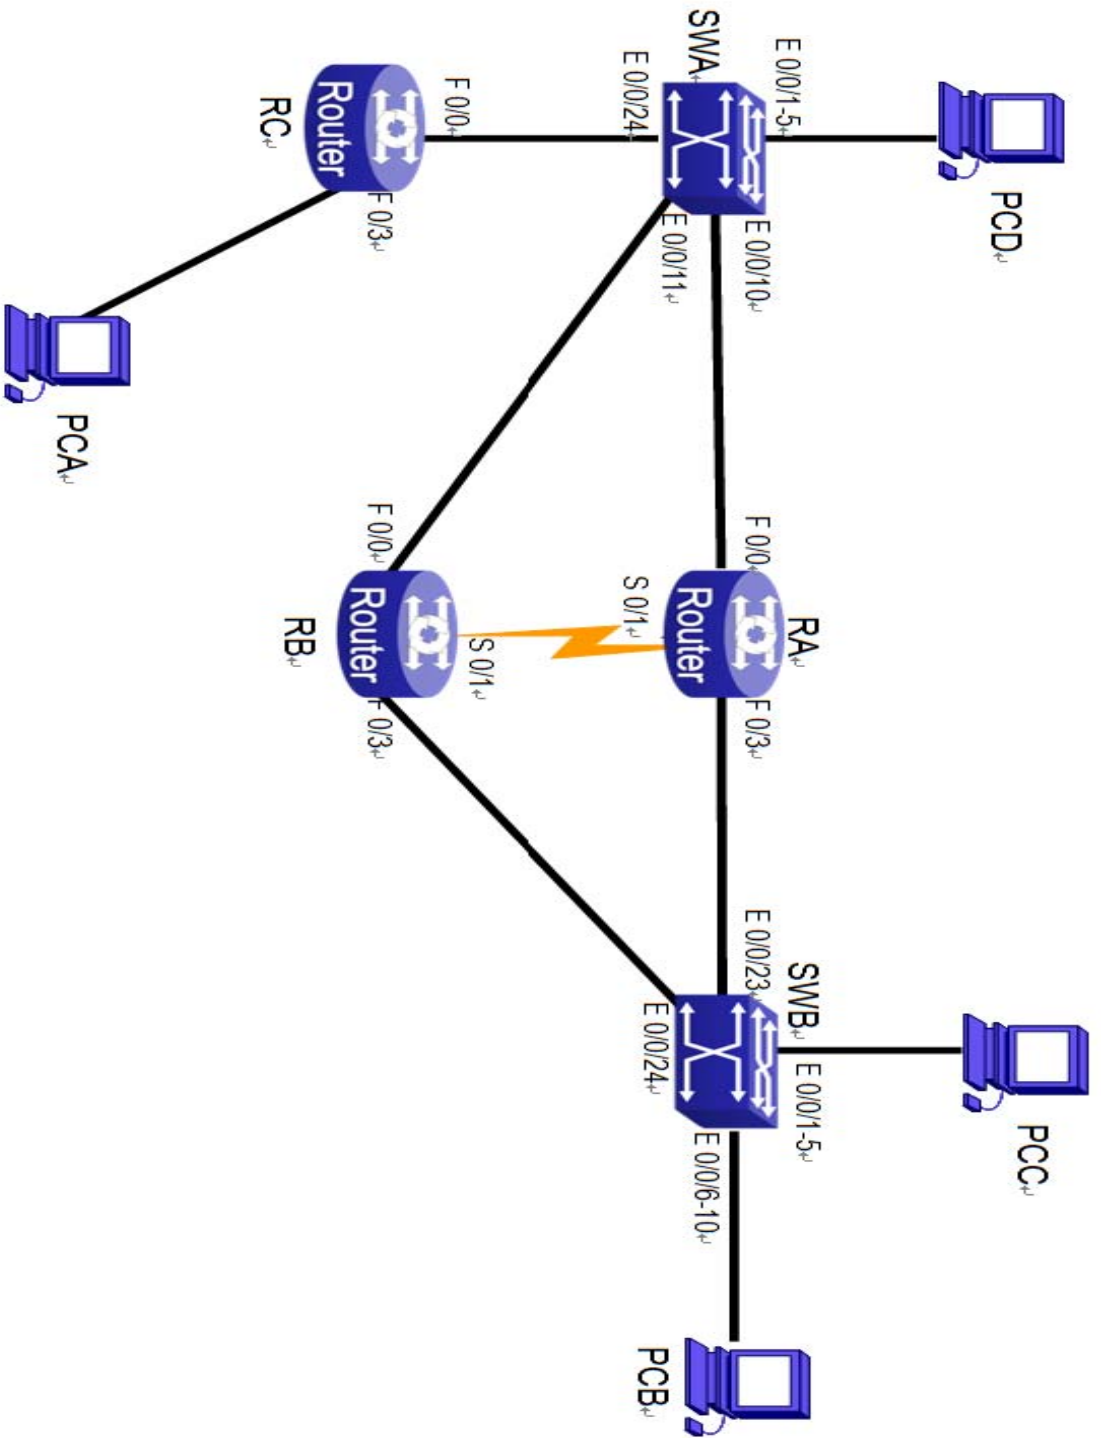 PCD
PCC
E 0/0/1-5
SWA
E 0/0/10
E 0/0/24
E 0/0/11
F 0/0
RA
Router
F 0/3
S 0/1
E 0/0/23
SWB
E 0/0/1-5
E 0/0/24
E 0/0/6-10
PCB
F 0/0
Router
RC
F 0/3
F 0/0
S 0/1
Router
RB
F 0/3
PCA